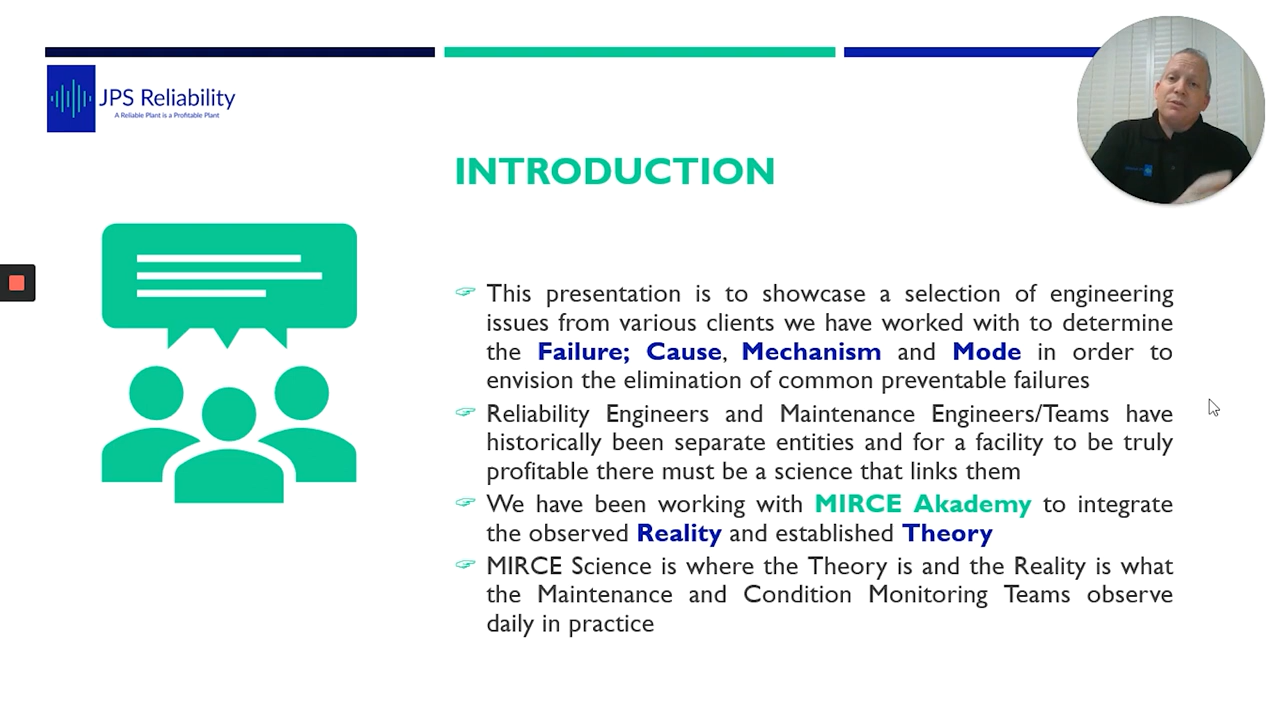 JPS Reliability
A Reliable Plant is a Profitable Plant
INTRODUCTION
This presentation is to showcase a selection of engineering
issues from various clients we have worked with to determine
the Failure; Cause, Mechanism and Mode in order to
envision the elimination of common preventable failures
Reliability Engineers and Maintenance Engineers/Teams have
historically been separate entities and for a facility to be truly
profitable there must be a science that links them
We have been working with MIRCE Akademy to integrate
the observed Reality and established Theory
MIRCE Science is where the Theory is and the Reality is what
the Maintenance and Condition Monitoring Teams observe
daily in practice